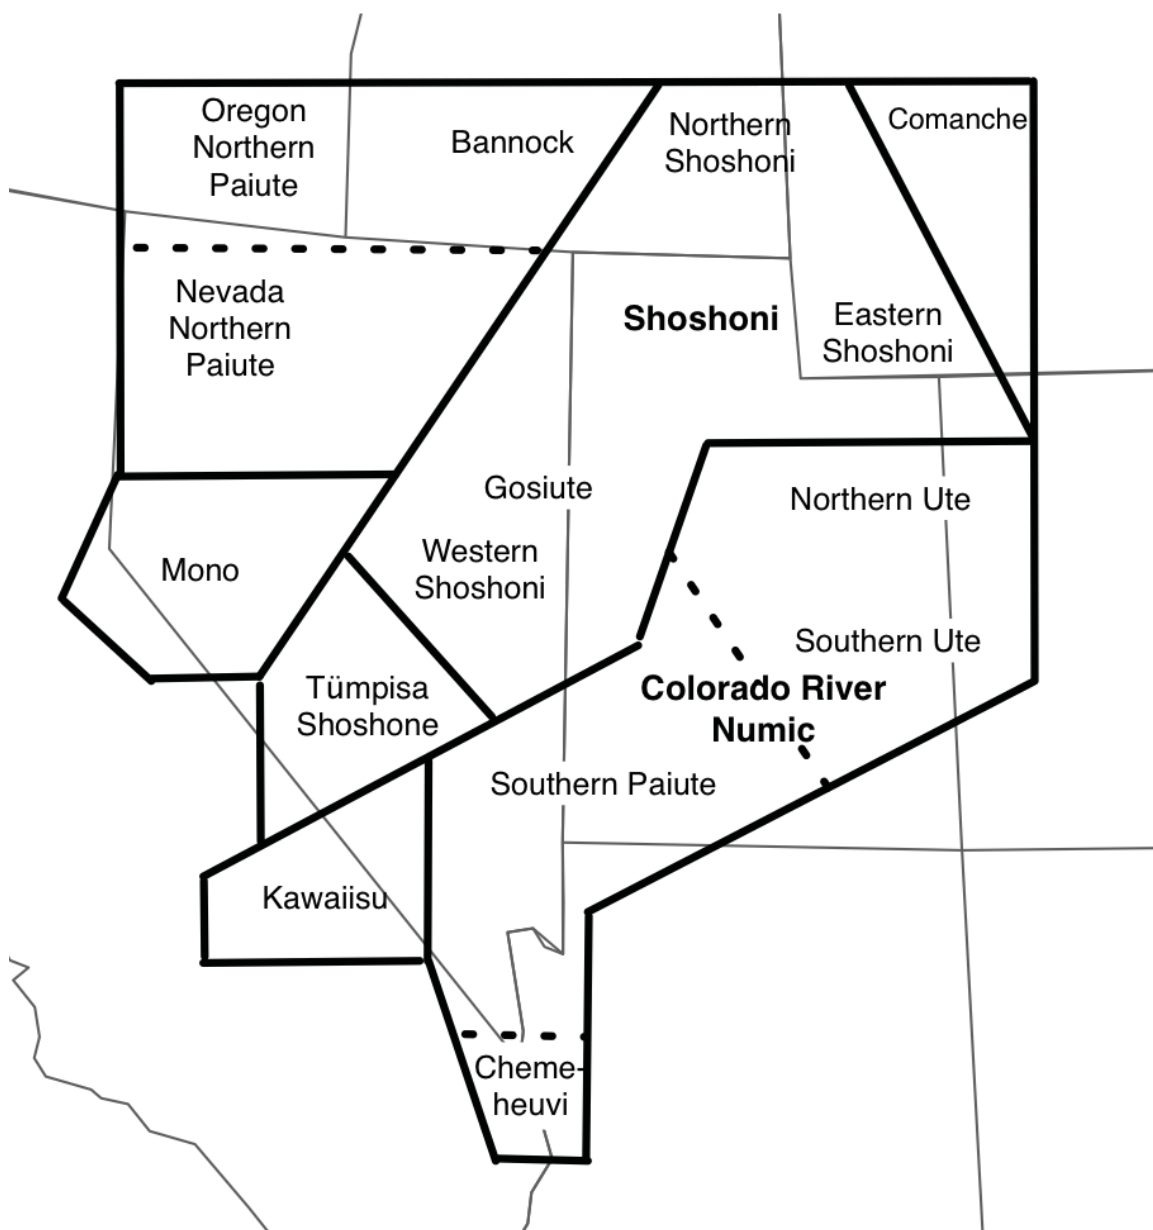 Oregon
Northern
Paiute
Bannock
Northern
Shoshoni
Comanche
Nevada
Northern
Paiute
Shoshoni
Eastern
Shoshoni
Gosiute
Northern Ute
Western
Shoshoni
Mono
Southern Ute
Tümpisa
Shoshone
Colorado River
Numic
Southern Paiute
Kawaiisu
Cheme-
heuvi